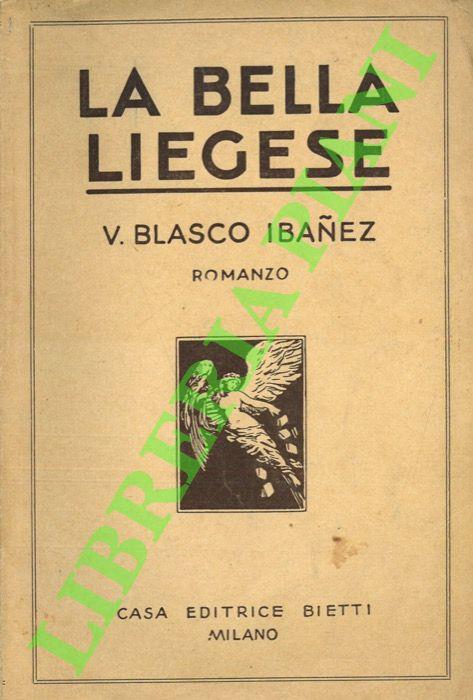 LA BELLA
LIEGESE
V. BLASCO IBAÑEZ
ROMANZO
CASA EDITRICE BIETTI
MILANO
LIBRERIA PIANI